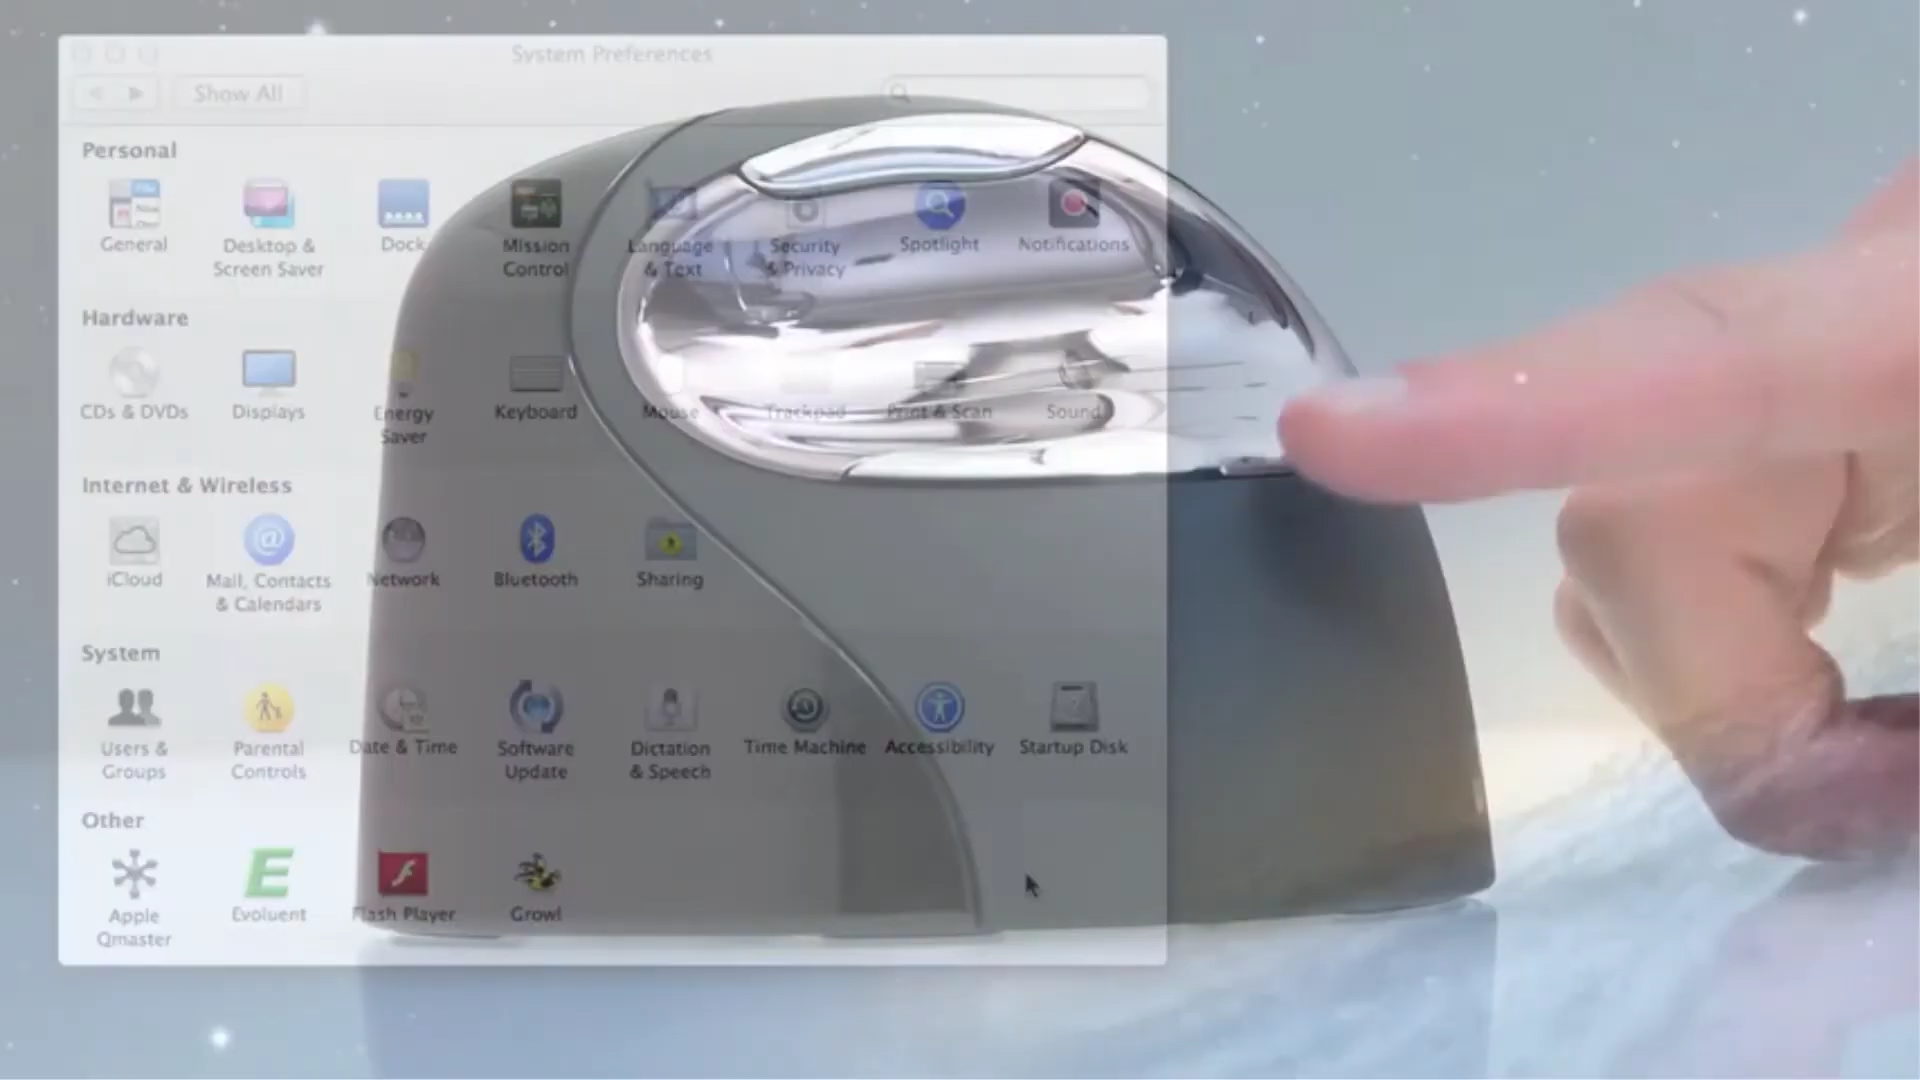 System Preferences
Show All
Personal
General
Desktop &
Screen Saver
Dock
Mission
Control
Language
& Text
Security
& Privacy
Spotlight
Notifications
Hardware
CDs & DVDs
Displays
Energy
Saver
Keyboard
Mouse
Trackpad
Print & Scan
Sound
Internet & Wireless
iCloud
Mail, Contacts
& Calendars
Network
Bluetooth
Sharing
System
Users &
Groups
Parental
Controls
Date & Time
Software
Update
Dictation
& Speech
Time Machine
Accessibility
Startup Disk
Other
Apple
Qmaster
Evoluent
Flash Player
Growl